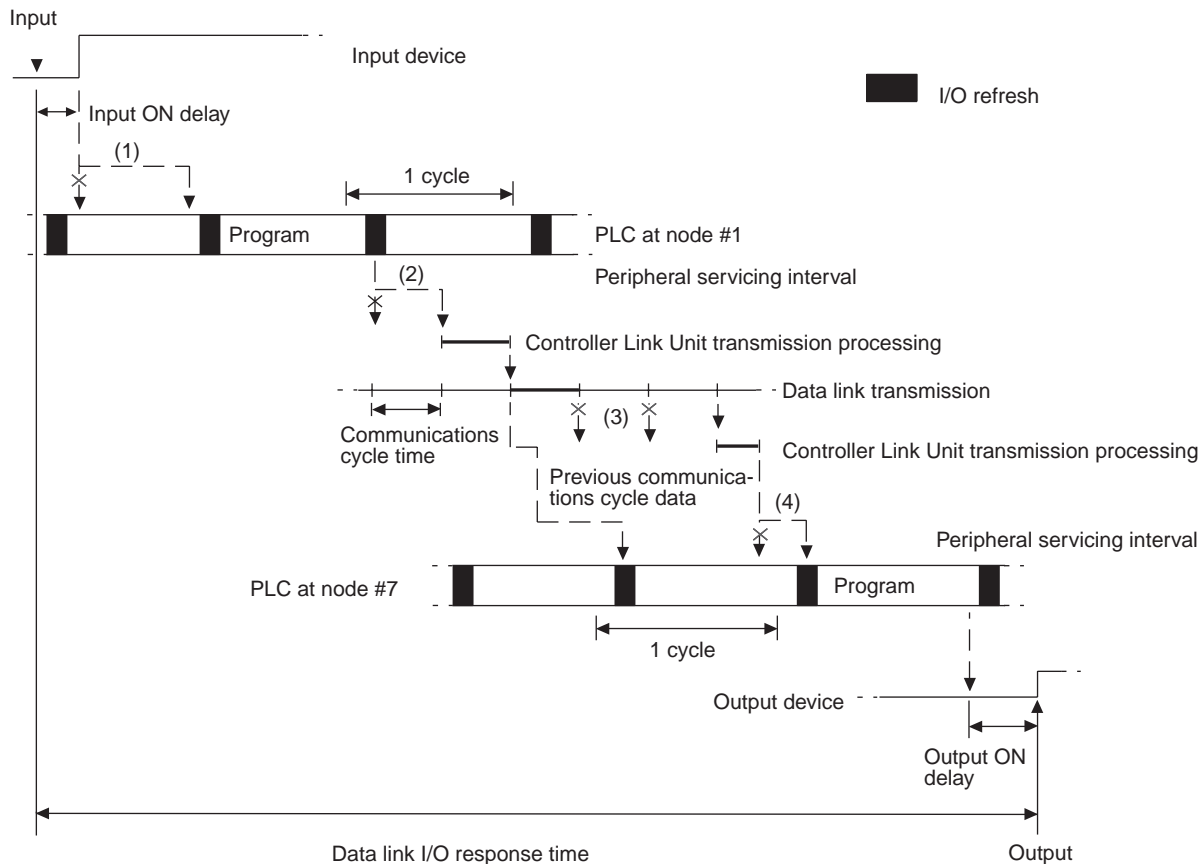 Input
Input device
I/O refresh
Input ON delay
(1)
1 cycle
Program
PLC at node #1
(2)
Peripheral servicing interval
Controller Link Unit transmission processing
Data link transmission
(3)
Communications
cycle time
Controller Link Unit transmission processing
Previous communica-
tions cycle data
(4)
Peripheral servicing interval
PLC at node #7
Program
1 cycle
Output device
Output ON
delay
Data link I/O response time
Output